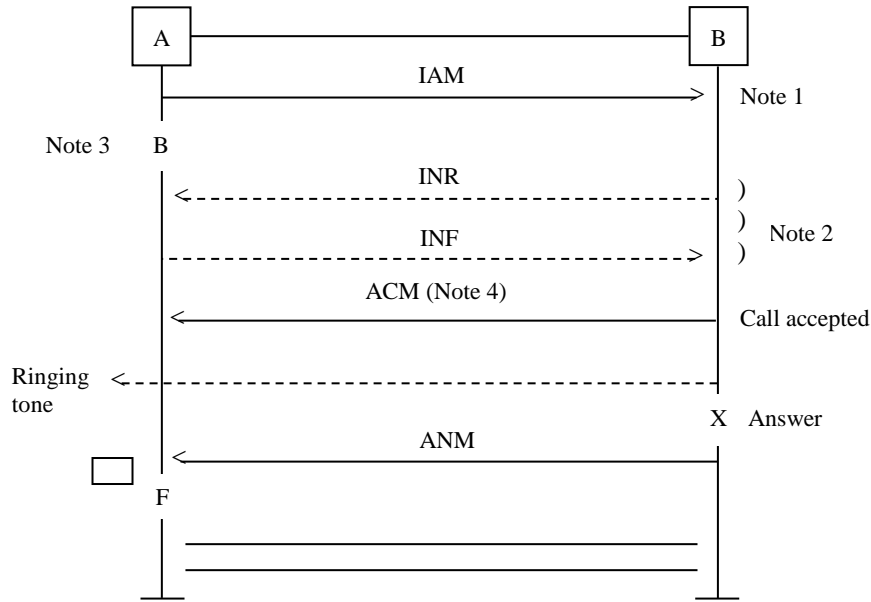 A
B
IAM
Note 1
Note 3
B
INR
)
)
Note 2
INF
)
ACM (Note 4)
Call accepted
Ringing
tone
X
Answer
ANM
F